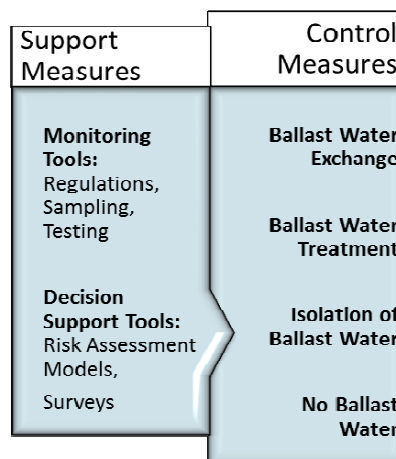 Support
Measures
Monitoring
Tools:
Regulations,
Sampling,
Testing
Decision
Support Tools:
Risk Assessment
Models,
Surveys
Control
Measures
Ballast Water
Exchange
Ballast Water
Treatment
Isolation of
Ballast Water
No Ballast
Water